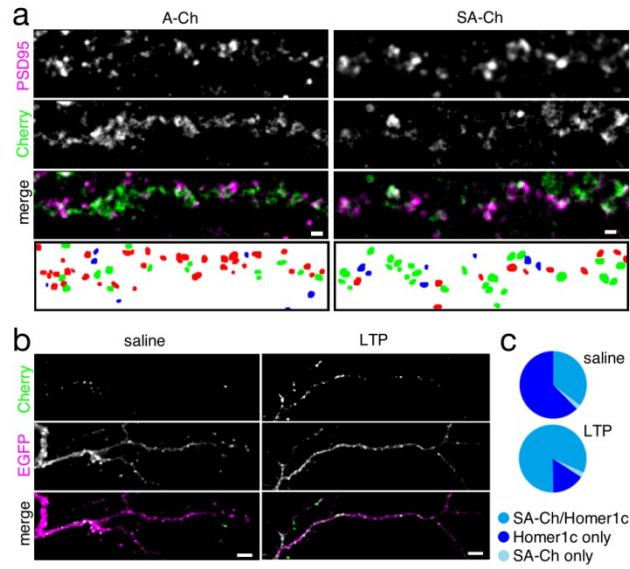 a
A-Ch
SA-Ch
PSD95
Cherry
merge
b
saline
LTP
Cherry
EGFP
merge
c
saline
LTP
SA-Ch/Homer1c
Homer1c only
SA-Ch only